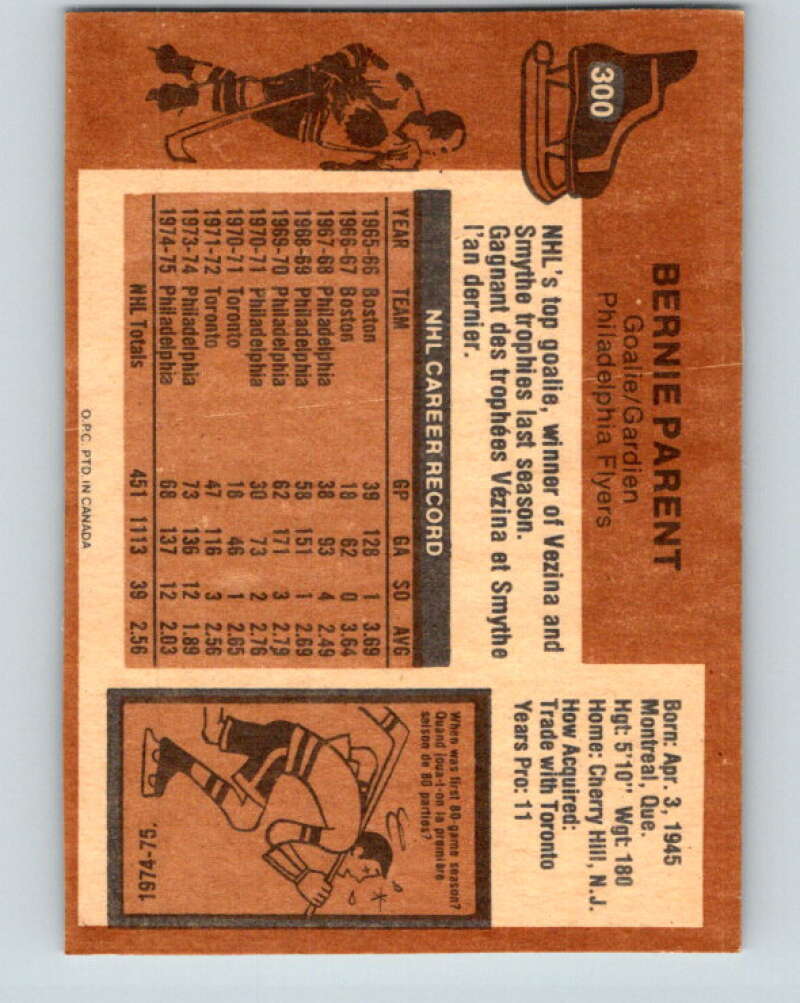 300
BERNIE PARENT
Goalie/Gardien
Philadelphia Flyers
NHL's top goalie, winner of Vezina and
Smythe trophies last season.
Gagnant des trophées Vézina et Smythe
l'an dernier.
Born: Apr. 3, 1945
Montreal, Que.
Hgt: 5'10" Wgt: 180
Home: Cherry Hill, N.J.
How Acquired:
Trade with Toronto
Years Pro: 11
NHL CAREER RECORD
YEAR TEAM GP GA SO AVG
1965-66 Boston 39 128 1 3.69
1966-67 Boston 18 62 0 3.64
1967-68 Philadelphia 38 93 4 2.49
1968-69 Philadelphia 58 151 1 2.69
1969-70 Philadelphia 62 171 3 2.79
1970-71 Philadelphia 30 73 2 2.76
1970-71 Toronto 18 46 1 2.65
1971-72 Toronto 47 116 3 2.56
1973-74 Philadelphia 73 136 12 1.89
1974-75 Philadelphia 68 137 12 2.03
NHL Totals 451 1113 39 2.56
When was first 80-game season?
Quand joua-t-on la première
saison de 80 parties?
1974-75.
O.P.C. PTD. IN CANADA